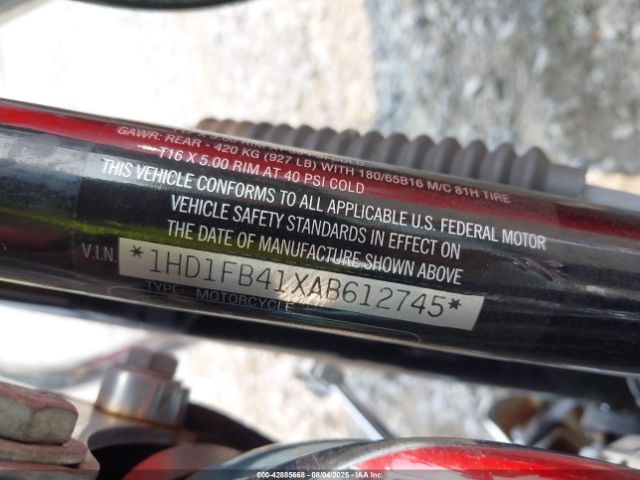 GAWR: REAR - 420 KG (927 LB) WITH 180/65B16 M/C 81H TIRE
T16 X 5.00 RIM AT 40 PSI COLD
THIS VEHICLE CONFORMS TO ALL APPLICABLE U.S. FEDERAL MOTOR
VEHICLE SAFETY STANDARDS IN EFFECT ON
THE DATE OF MANUFACTURE SHOWN ABOVE
V.I.N. *1HD1FB41XAB612745*
TYPE: MOTORCYCLE
000-42885668 - 08/04/2025 - IAA Inc.